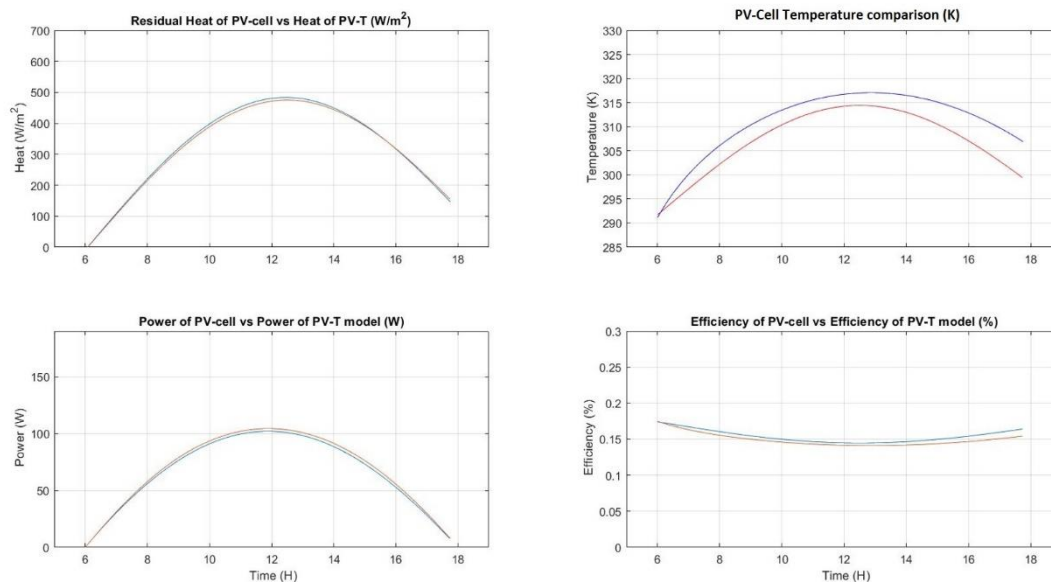 Residual Heat of PV-cell vs Heat of PV-T (W/m²)
700
600
500
400
300
200
100
0
Heat (W/m²)
6 8 10 12 14 16 18
PV-Cell Temperature comparison (K)
330
325
320
315
310
305
300
295
290
285
Temperature (K)
6 8 10 12 14 16 18
Power of PV-cell vs Power of PV-T model (W)
150
100
50
0
Power (W)
6 8 10 12 14 16 18
Time (H)
Efficiency of PV-cell vs Efficiency of PV-T model (%)
0.3
0.25
0.2
0.15
0.1
0.05
0
Efficiency (%)
6 8 10 12 14 16 18
Time (H)